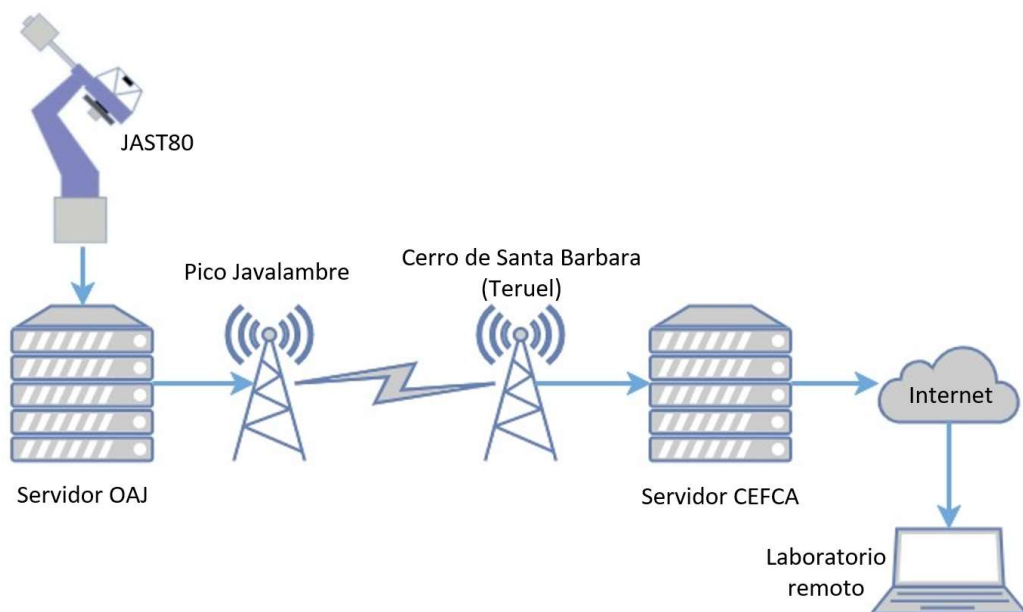 JAST80
Pico Javalambre
Cerro de Santa Barbara
(Teruel)
Internet
Servidor OAJ
Servidor CEFCA
Laboratorio
remoto